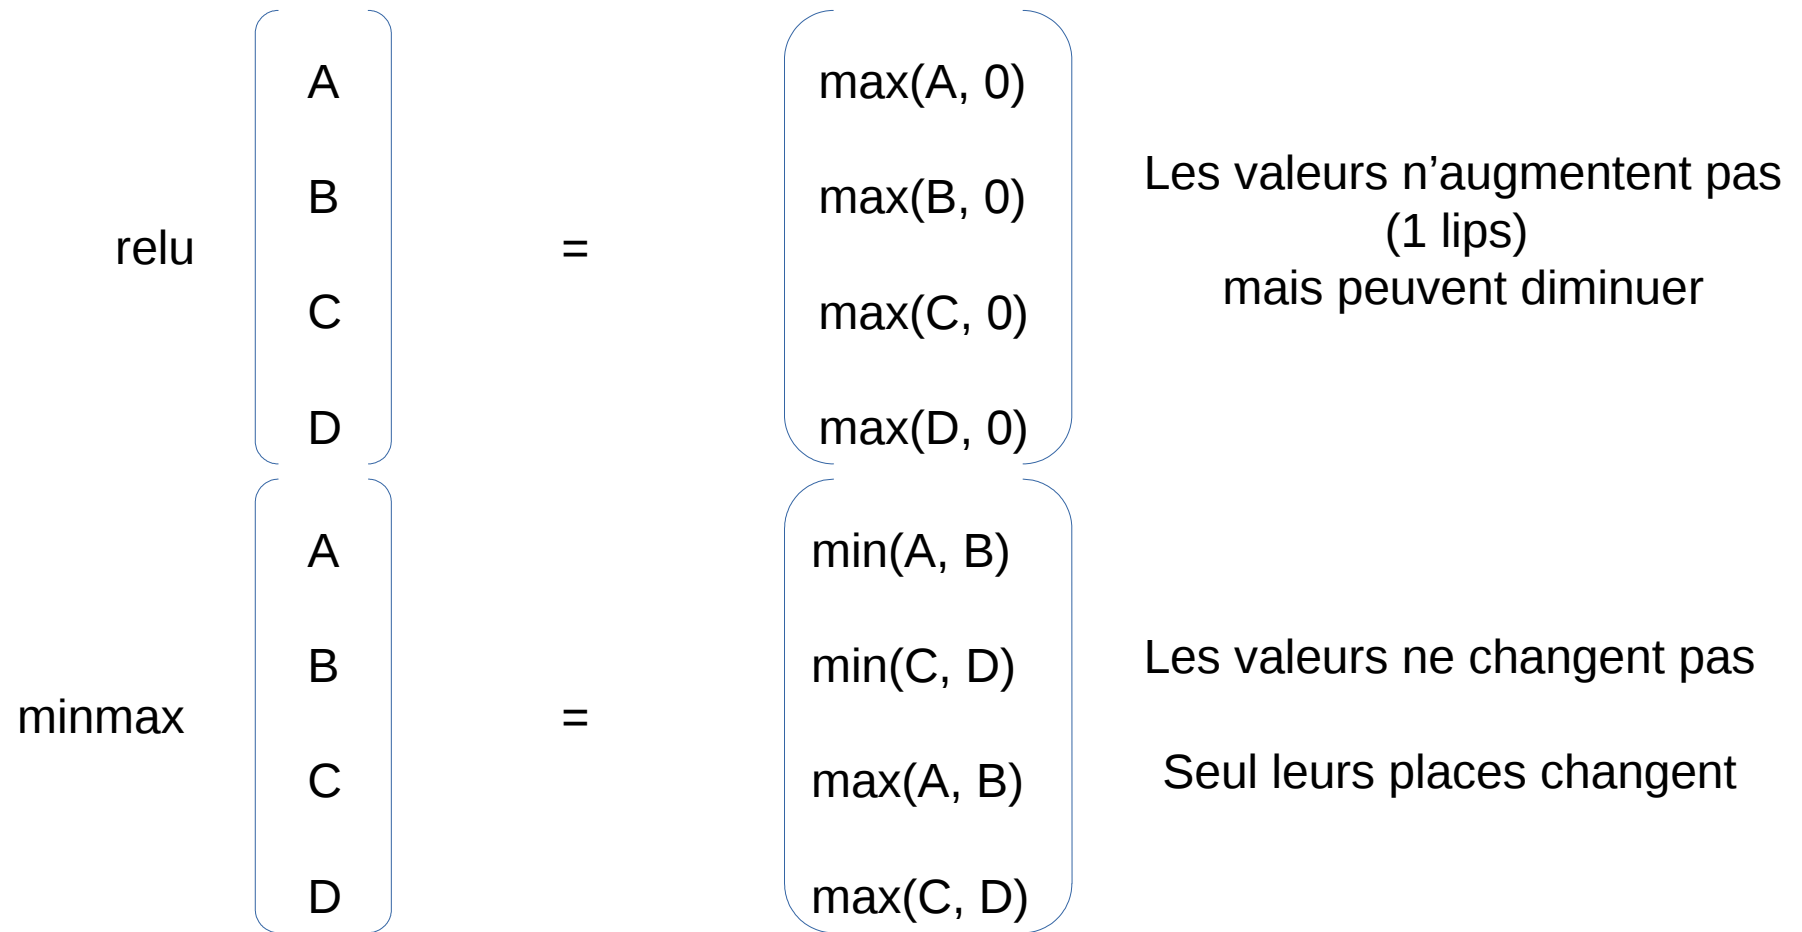 relu
A
B
C
D
=
max(A, 0)
max(B, 0)
max(C, 0)
max(D, 0)
Les valeurs n’augmentent pas
(1 lips)
mais peuvent diminuer
minmax
A
B
C
D
=
min(A, B)
min(C, D)
max(A, B)
max(C, D)
Les valeurs ne changent pas
Seul leurs places changent